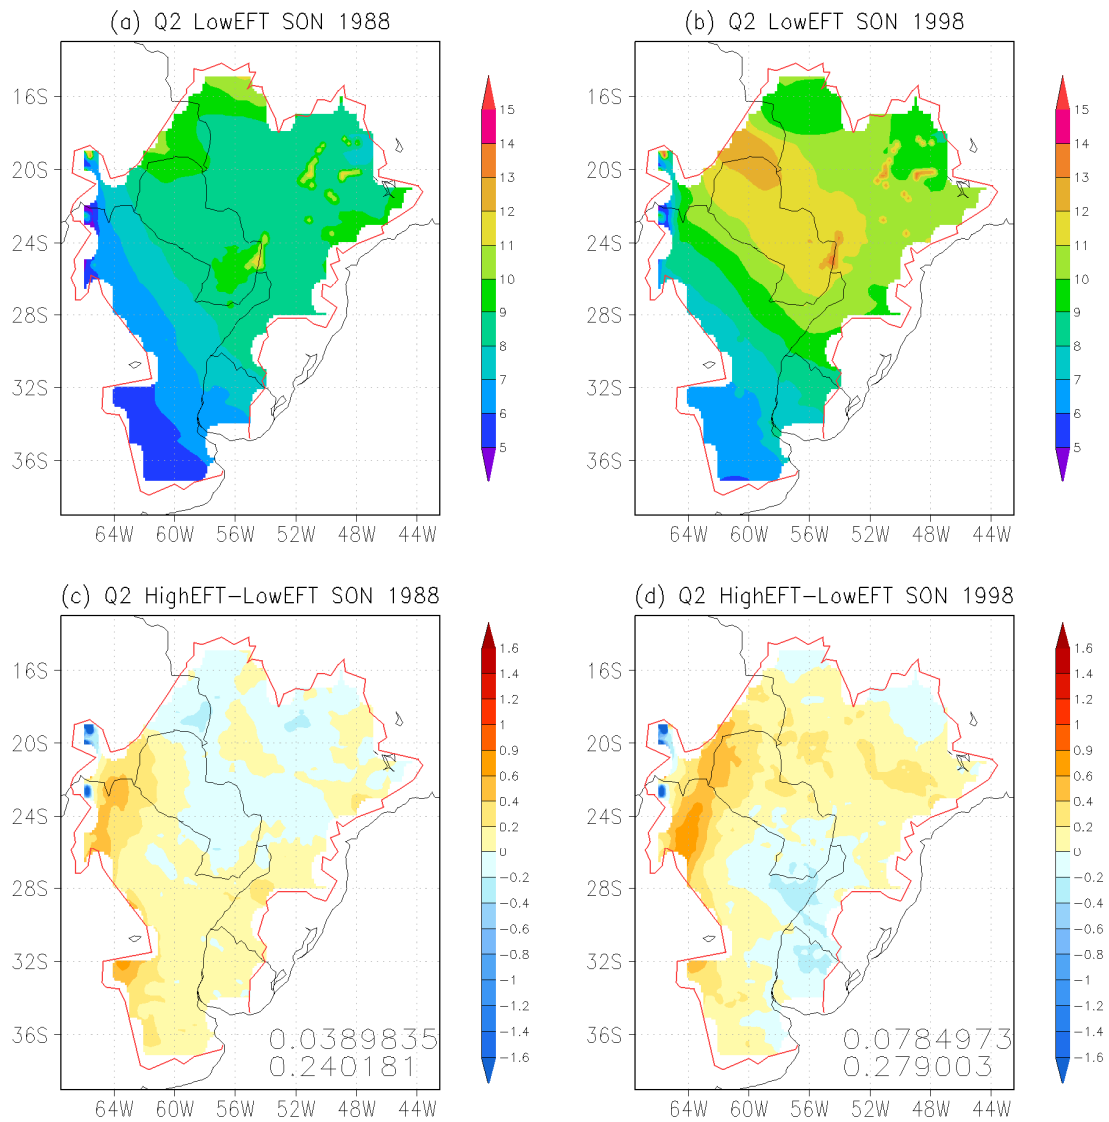 (a) Q2 LowEFT SON 1988
16S
20S
24S
28S
32S
36S
64W 60W 56W 52W 48W 44W
15
14
13
12
11
10
9
8
7
6
5
(b) Q2 LowEFT SON 1998
16S
20S
24S
28S
32S
36S
64W 60W 56W 52W 48W 44W
15
14
13
12
11
10
9
8
7
6
5
(c) Q2 HighEFT-LowEFT SON 1988
16S
20S
24S
28S
32S
36S
64W 60W 56W 52W 48W 44W
0.0389835
0.240181
1.6
1.4
1.2
1
0.9
0.6
0.4
0.2
0
-0.2
-0.4
-0.6
-0.8
-1
-1.2
-1.4
-1.6
(d) Q2 HighEFT-LowEFT SON 1998
16S
20S
24S
28S
32S
36S
64W 60W 56W 52W 48W 44W
0.0784973
0.279003
1.6
1.4
1.2
1
0.9
0.6
0.4
0.2
0
-0.2
-0.4
-0.6
-0.8
-1
-1.2
-1.4
-1.6